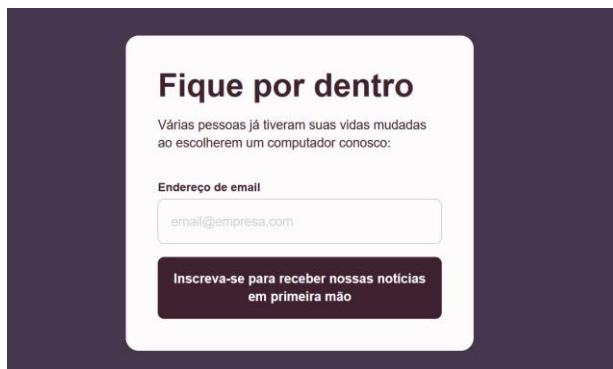 Fique por dentro
Várias pessoas já tiveram suas vidas mudadas
ao escolherem um computador conosco:
Endereço de email
email@empresa.com
Inscreva-se para receber nossas notícias
em primeira mão